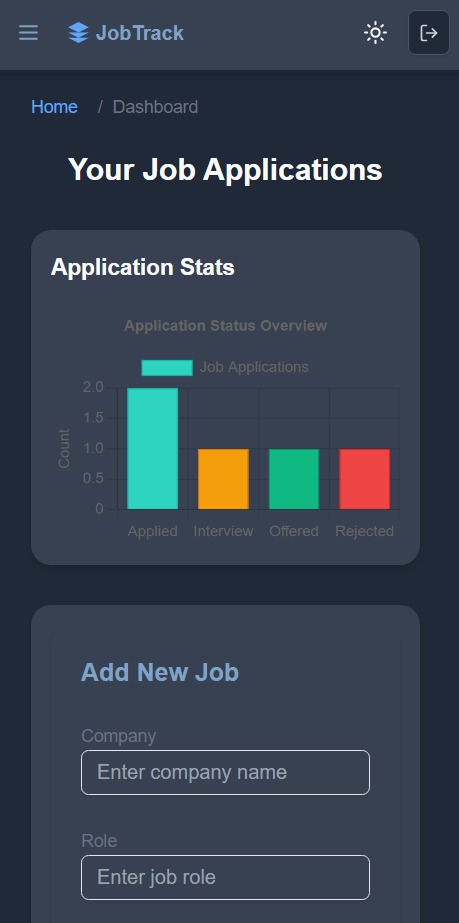 JobTrack
Home / Dashboard
Your Job Applications
Application Stats
Application Status Overview
Job Applications
Count
2.0
1.5
1.0
0.5
0
Applied Interview Offered Rejected
Add New Job
Company
Enter company name
Role
Enter job role